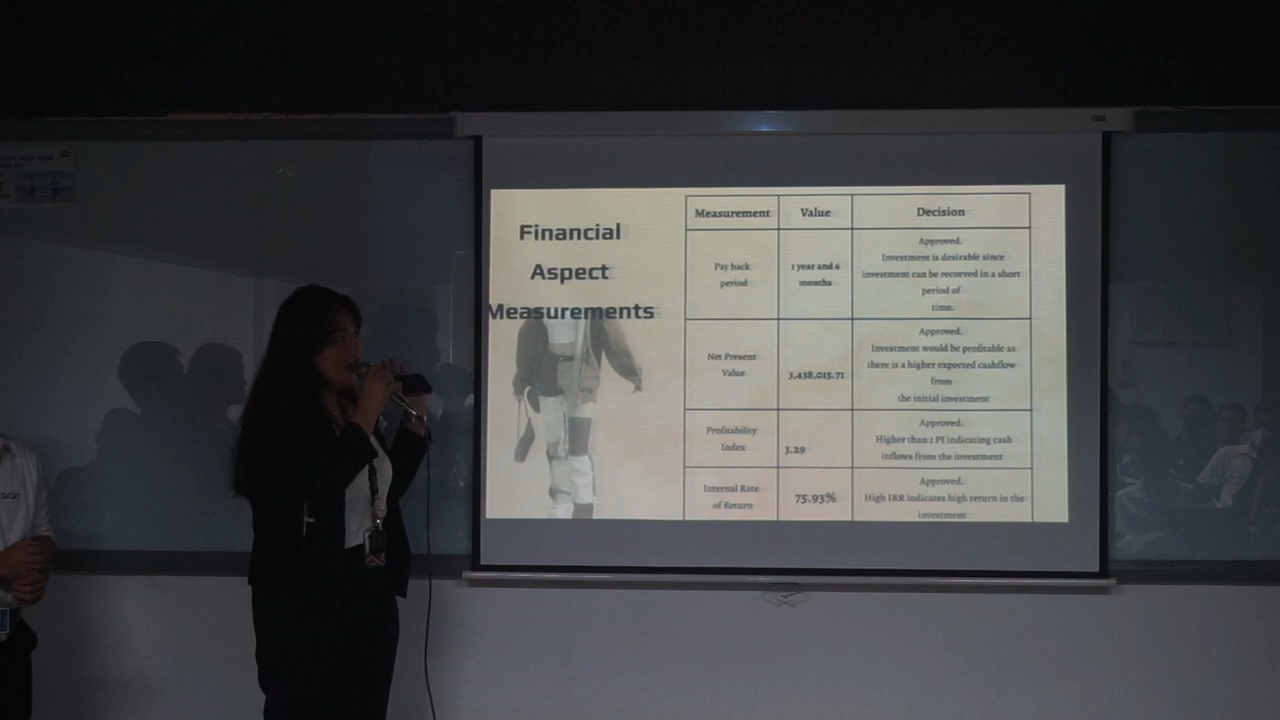 Financial
Aspect
Measurements
Measurement Value Decision
Pay back
period
1 year and 6
months
Approved.
Investment is desirable since
investment can be recorved in a short
period of
time.
Net Present
Value
3,438,015.71
Approved.
Investment would be profitable as
there is a higher expected cashflow
from
the initial investment
Profitability
Index
3.29
Approved.
Higher than 1 PI indicating cash
inflows from the investment
Internal Rate
of Return
75.93%
Approved.
High IRR indicates high return in the
investment